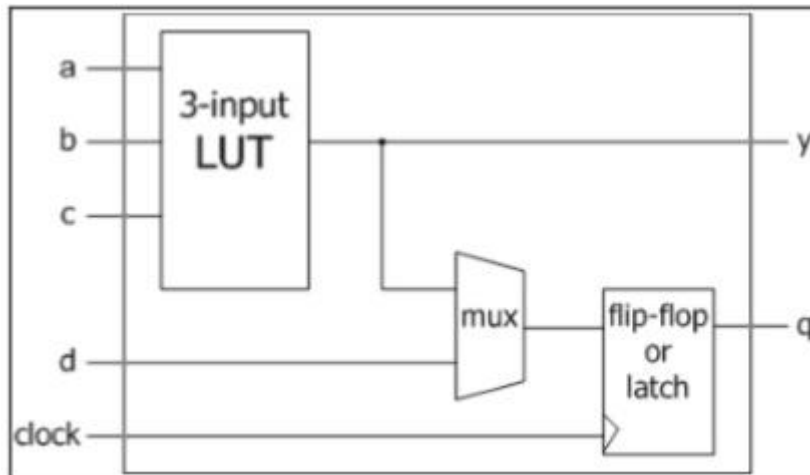 a
3-input
b
LUT
y
c
mux
flip-flop
q
or
d
latch
clock